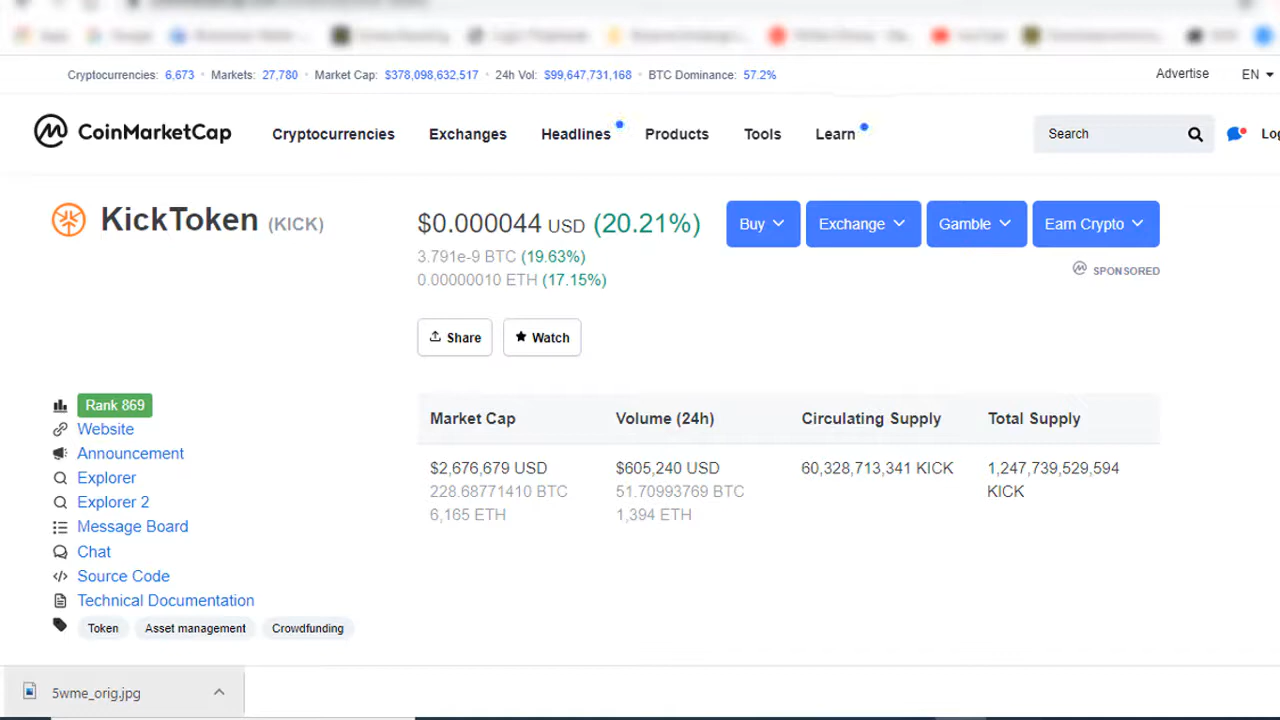 Cryptocurrencies: 6,673 • Markets: 27,780 • Market Cap: $378,098,632,517 • 24h Vol: $99,647,731,168 • BTC Dominance: 57.2%
Advertise EN
CoinMarketCap Cryptocurrencies Exchanges Headlines Products Tools Learn Search
KickToken (KICK)
$0.000044 USD (20.21%)
3.791e-9 BTC (19.63%)
0.00000010 ETH (17.15%)
Buy Exchange Gamble Earn Crypto
SPONSORED
Share Watch
Rank 869
Website
Announcement
Explorer
Explorer 2
Message Board
Chat
Source Code
Technical Documentation
Token Asset management Crowdfunding
Market Cap Volume (24h) Circulating Supply Total Supply
$2,676,679 USD $605,240 USD 60,328,713,341 KICK 1,247,739,529,594
228.68771410 BTC 51.70993769 BTC KICK
6,165 ETH 1,394 ETH
5wme_orig.jpg